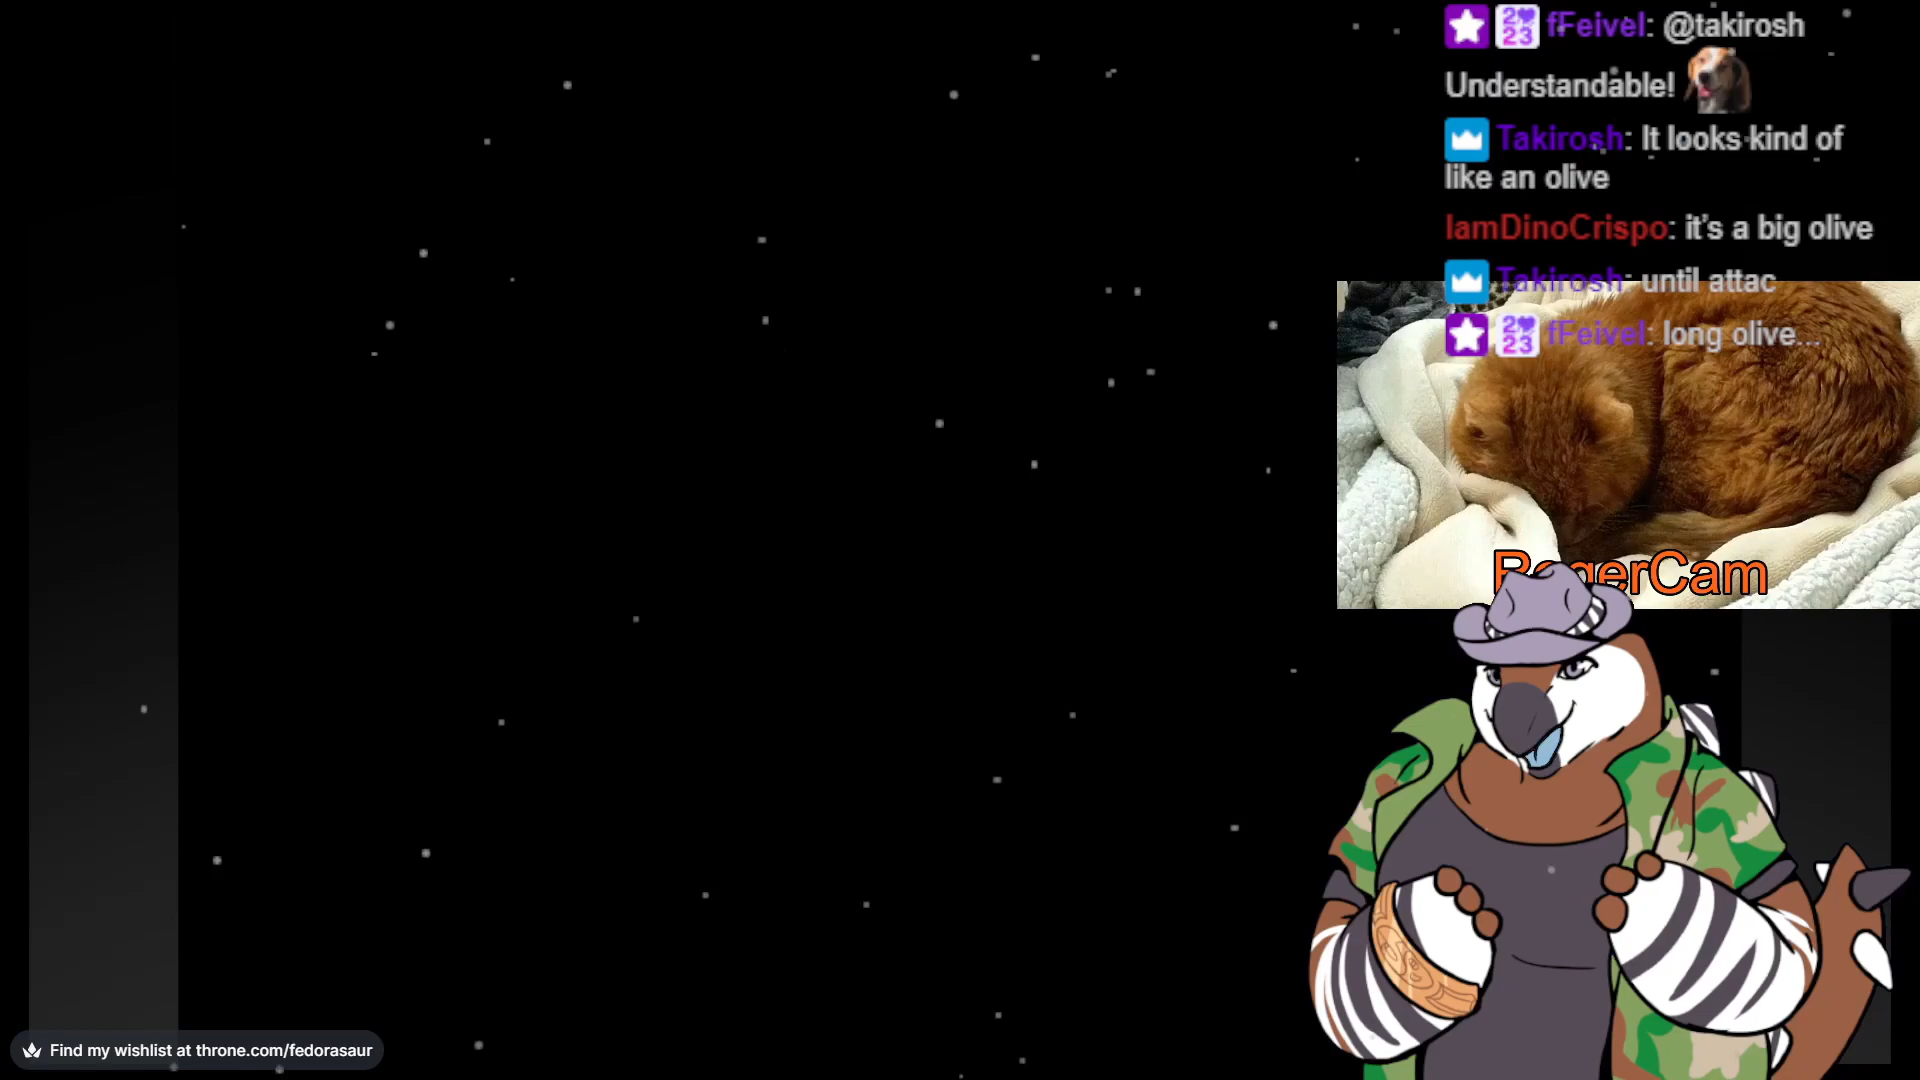 fFeivel: @takirosh
Understandable!
Takirosh: It looks kind of
like an olive
IamDinoCrispo: it's a big olive
Takirosh: until attac
fFeivel: long olive...
RogerCam
Find my wishlist at throne.com/fedorasaur